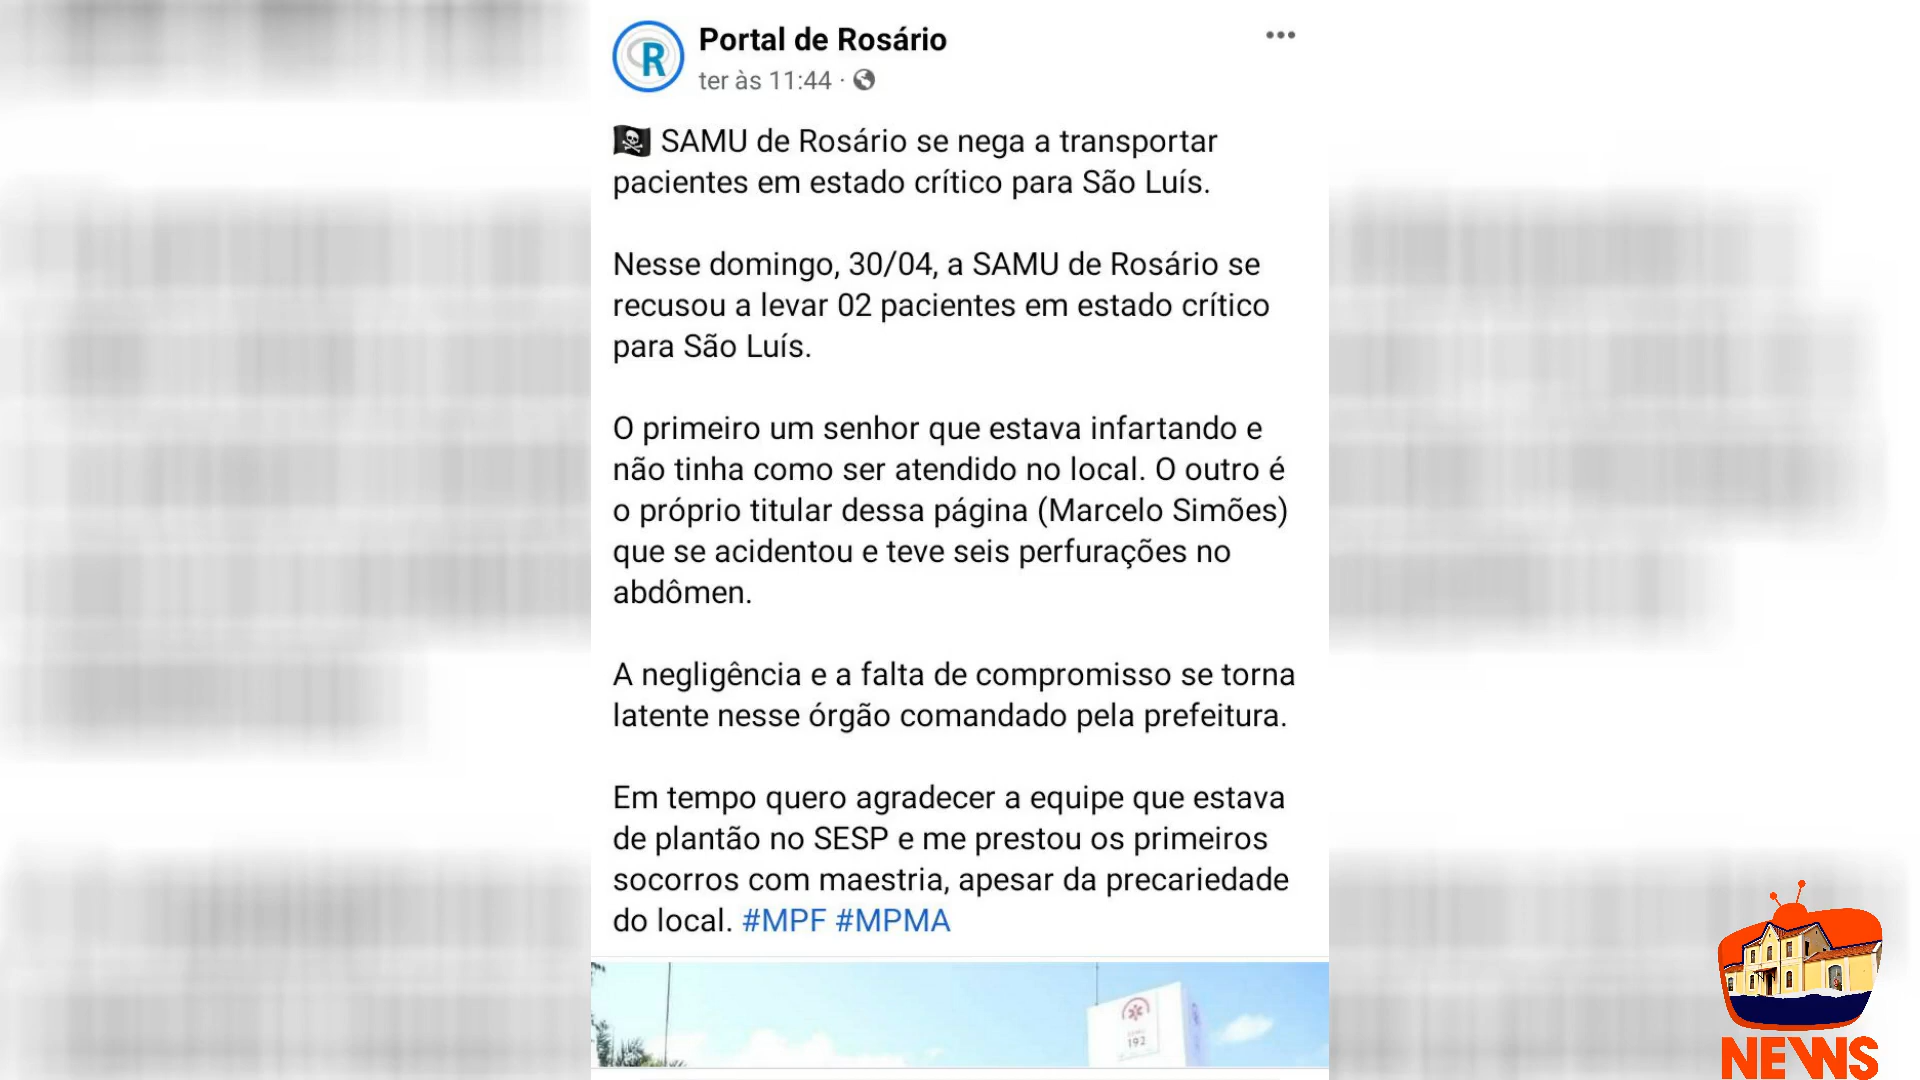 Portal de Rosário
ter às 11:44 ·
🏴‍☠️ SAMU de Rosário se nega a transportar
pacientes em estado crítico para São Luís.
Nesse domingo, 30/04, a SAMU de Rosário se
recusou a levar 02 pacientes em estado crítico
para São Luís.
O primeiro um senhor que estava infartando e
não tinha como ser atendido no local. O outro é
o próprio titular dessa página (Marcelo Simões)
que se acidentou e teve seis perfurações no
abdômen.
A negligência e a falta de compromisso se torna
latente nesse órgão comandado pela prefeitura.
Em tempo quero agradecer a equipe que estava
de plantão no SESP e me prestou os primeiros
socorros com maestria, apesar da precariedade
do local. #MPF #MPMA
SAMU
192
NEWS